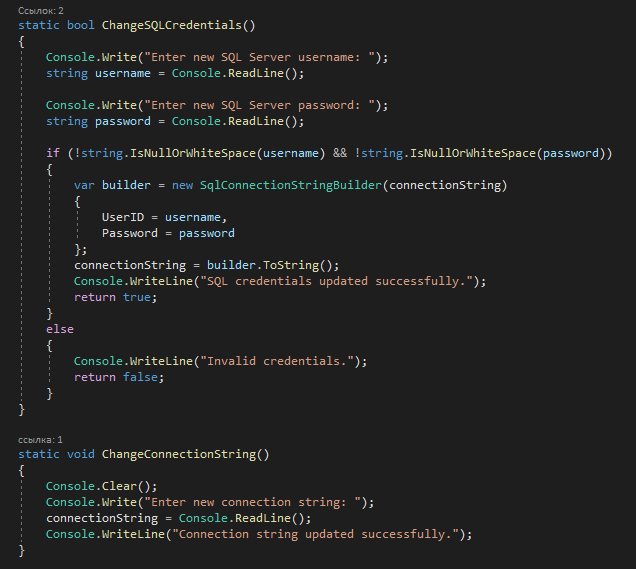 Ссылок: 2
static bool ChangeSQLCredentials()
{
    Console.Write("Enter new SQL Server username: ");
    string username = Console.ReadLine();

    Console.Write("Enter new SQL Server password: ");
    string password = Console.ReadLine();

    if (!string.IsNullOrWhiteSpace(username) && !string.IsNullOrWhiteSpace(password))
    {
        var builder = new SqlConnectionStringBuilder(connectionString)
        {
            UserID = username,
            Password = password
        };
        connectionString = builder.ToString();
        Console.WriteLine("SQL credentials updated successfully.");
        return true;
    }
    else
    {
        Console.WriteLine("Invalid credentials.");
        return false;
    }
}

ссылка: 1
static void ChangeConnectionString()
{
    Console.Clear();
    Console.Write("Enter new connection string: ");
    connectionString = Console.ReadLine();
    Console.WriteLine("Connection string updated successfully.");
}